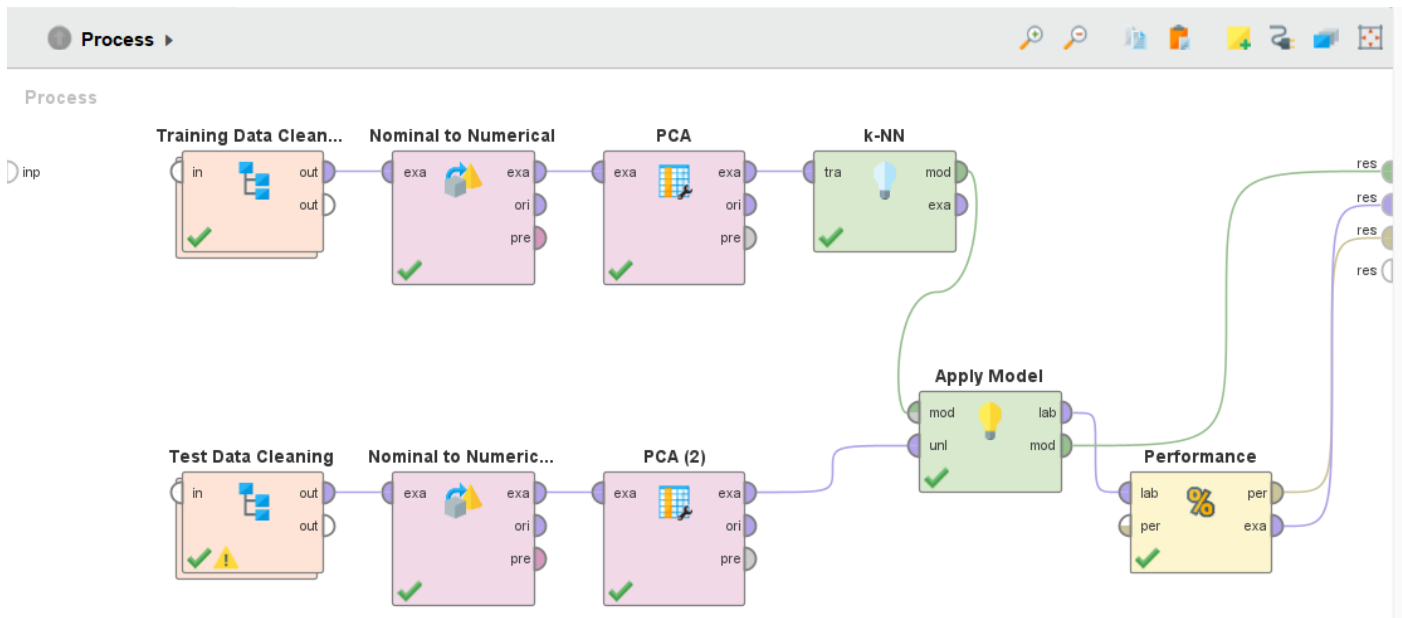 Process
Process
inp
Training Data Clean...
in
out
out
Nominal to Numerical
exa
exa
ori
pre
PCA
exa
exa
ori
pre
k-NN
tra
mod
exa
res
res
res
res
Apply Model
mod
lab
unl
mod
Test Data Cleaning
in
out
out
Nominal to Numeric...
exa
exa
ori
pre
PCA (2)
exa
exa
ori
pre
Performance
lab
per
per
exa
%